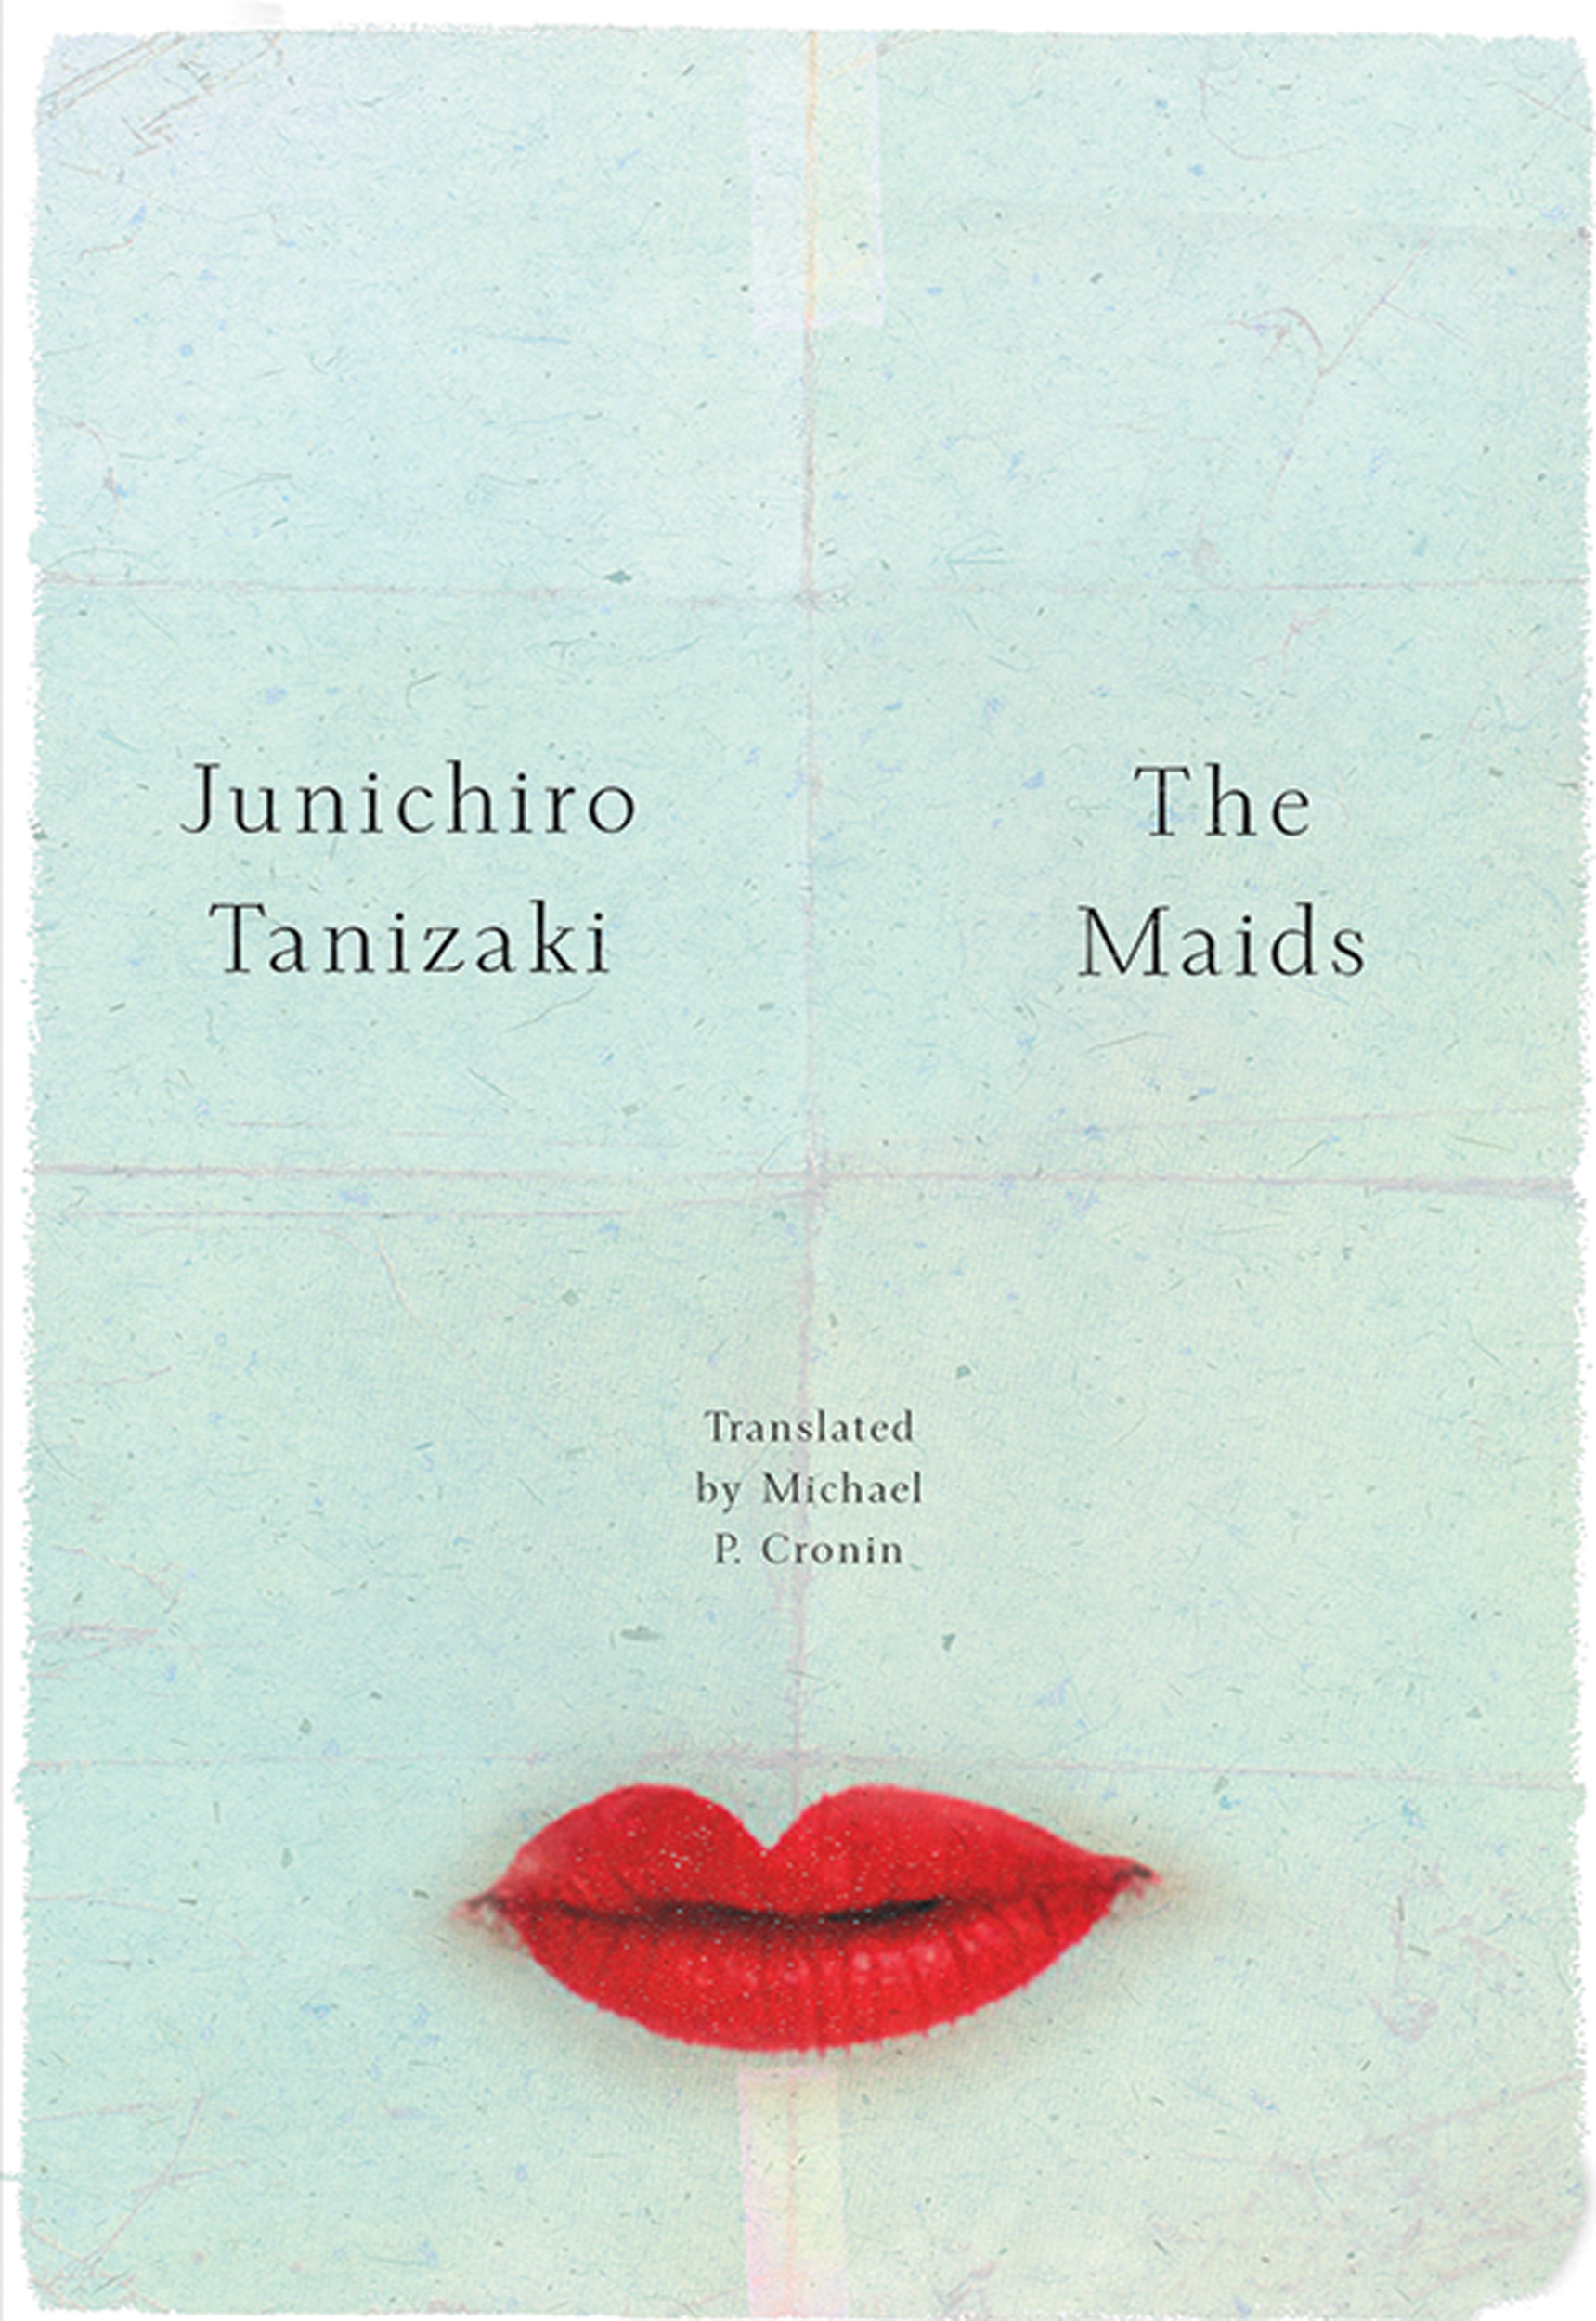 Junichiro
Tanizaki
The
Maids
Translated
by Michael
P. Cronin